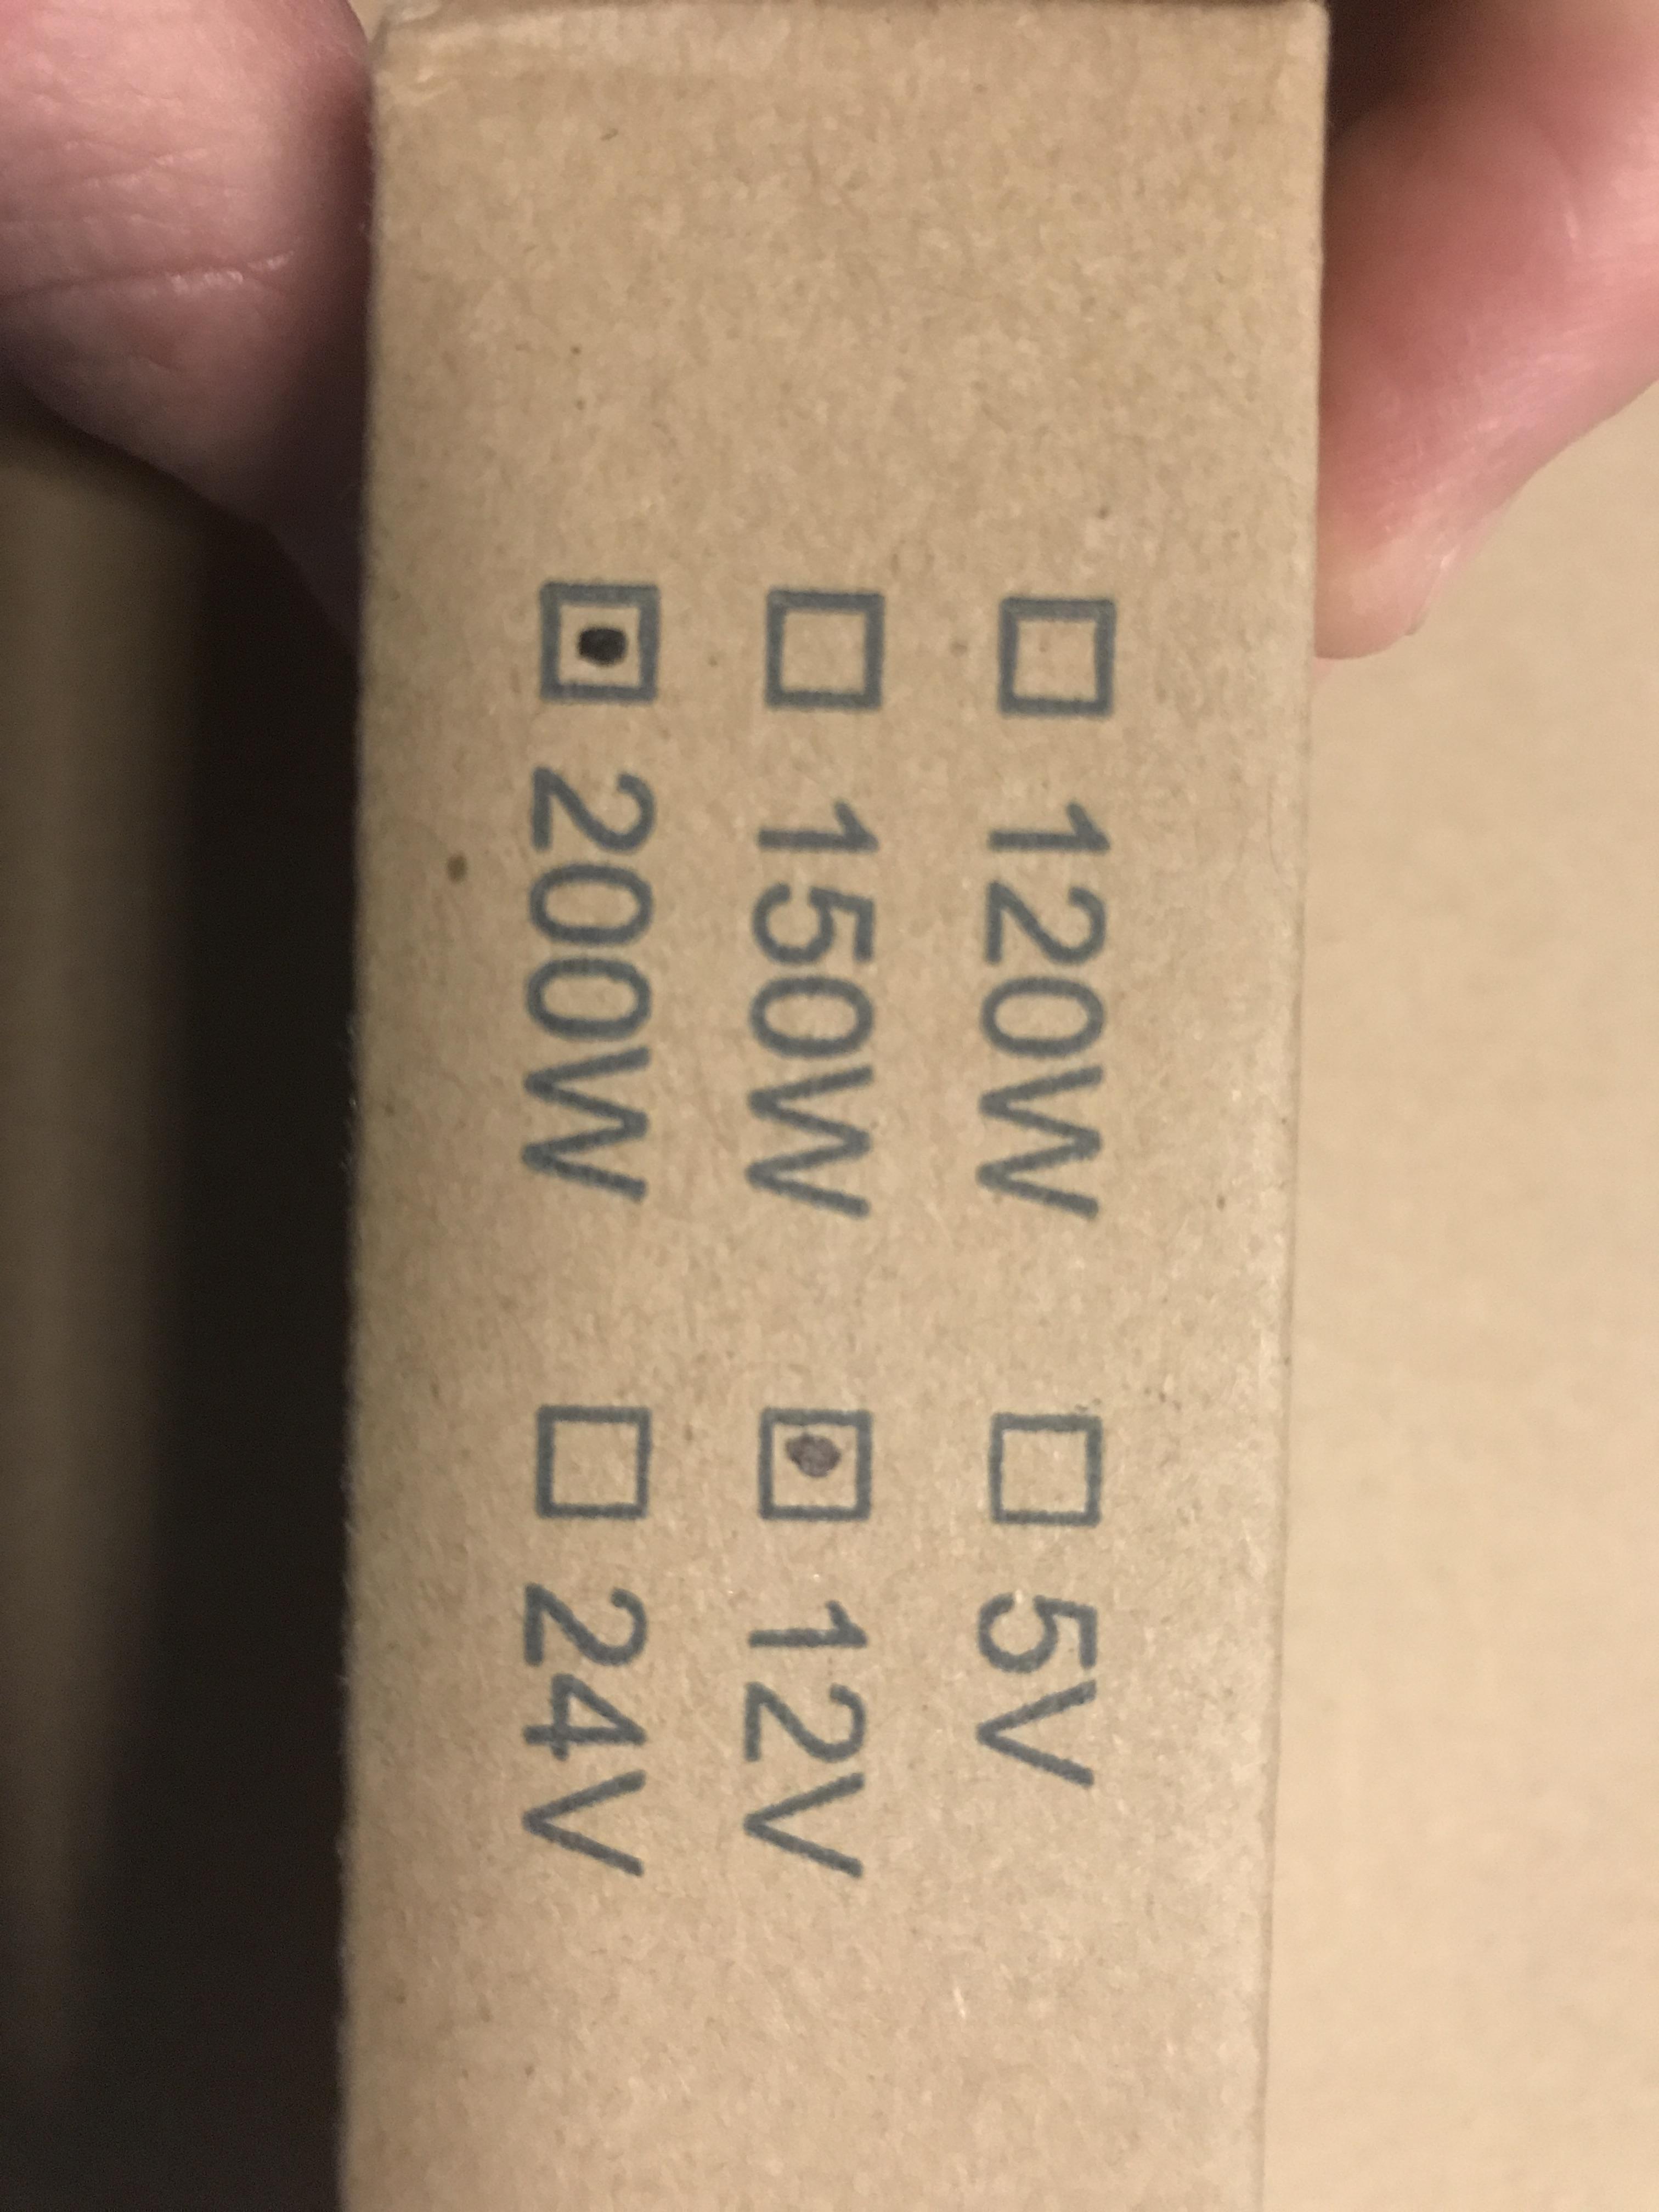 ☐ 120W ☐ 5V
☐ 150W ▣ 12V
▣ 200W ☐ 24V